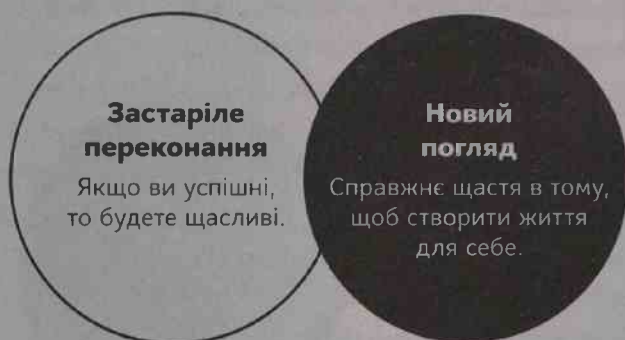 Застаріле
переконання
Якщо ви успішні,
то будете щасливі.
Новий
погляд
Справжнє щастя в тому,
щоб створити життя
для себе.